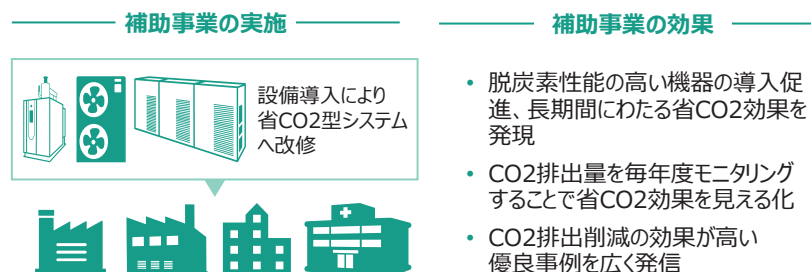 補助事業の実施
設備導入により
省CO2型システム
へ改修
補助事業の効果
• 脱炭素性能の高い機器の導入促
進、長期間にわたる省CO2効果を
発現
• CO2排出量を毎年度モニタリング
することで省CO2効果を見える化
• CO2排出削減の効果が高い
優良事例を広く発信